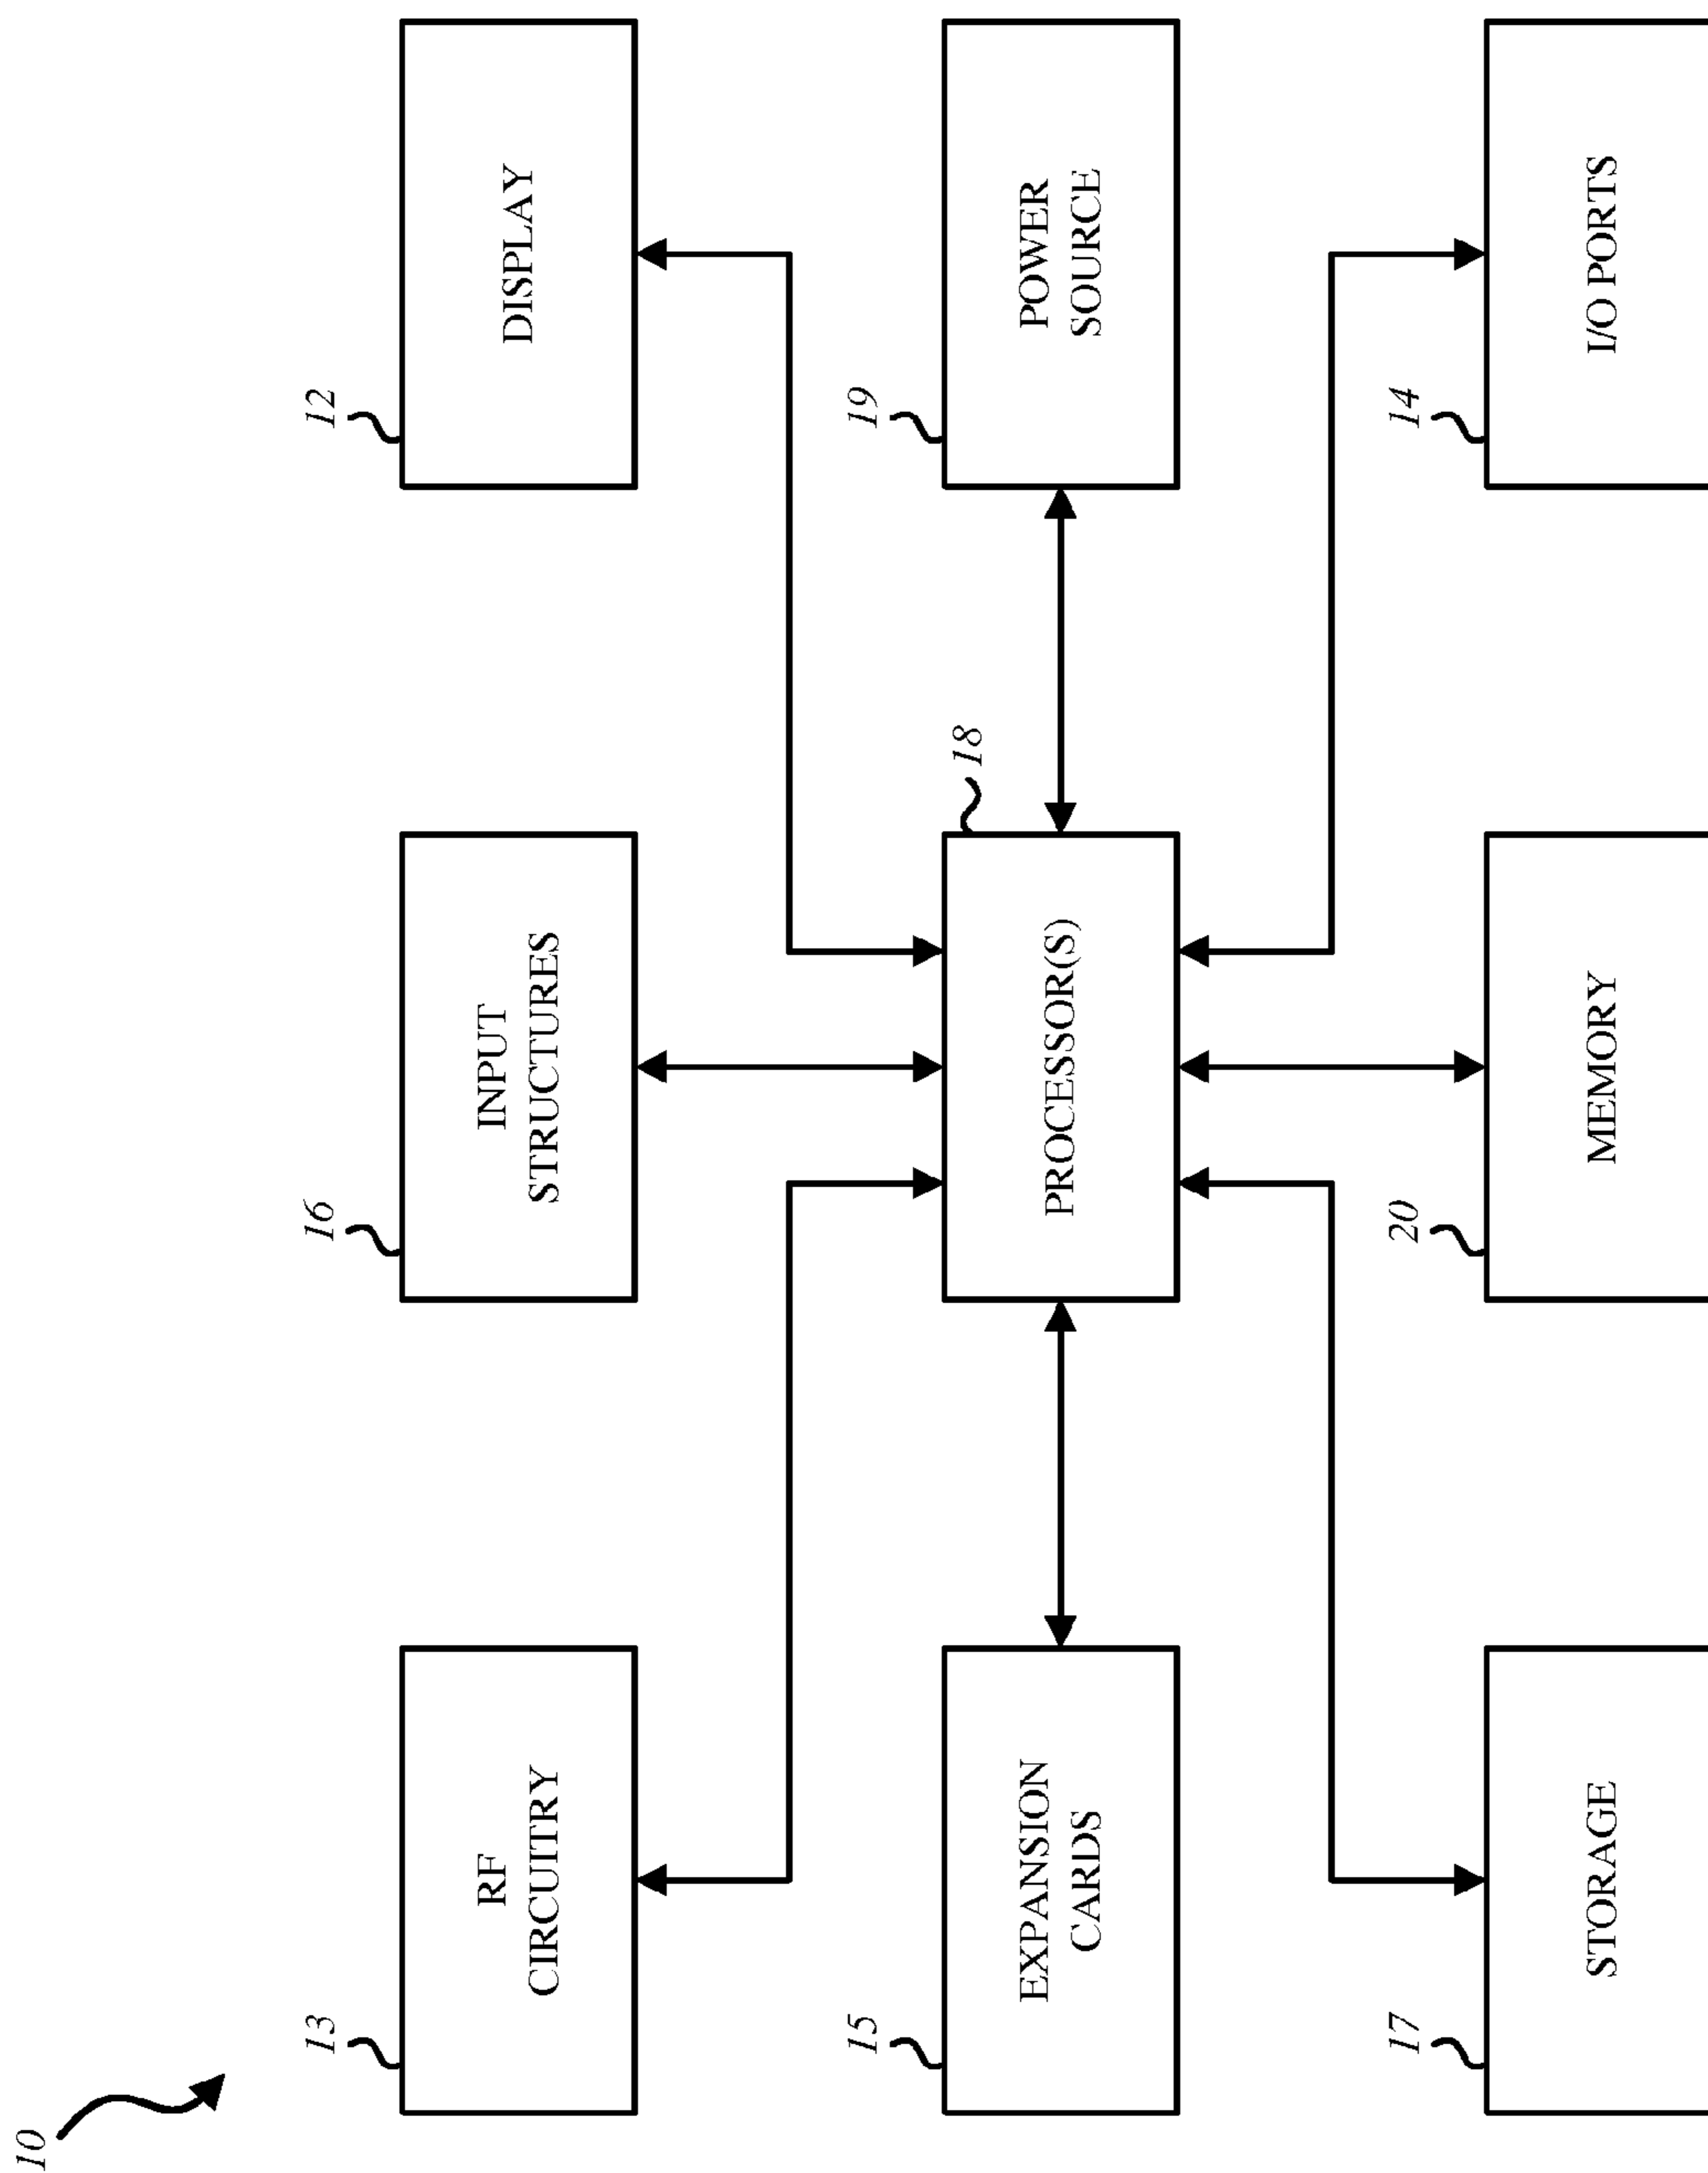 10
13
RF
CIRCUITRY
16
INPUT
STRUCTURES
12
DISPLAY
15
EXPANSION
CARDS
18
PROCESSOR(S)
19
POWER
SOURCE
17
STORAGE
20
MEMORY
14
I/O PORTS